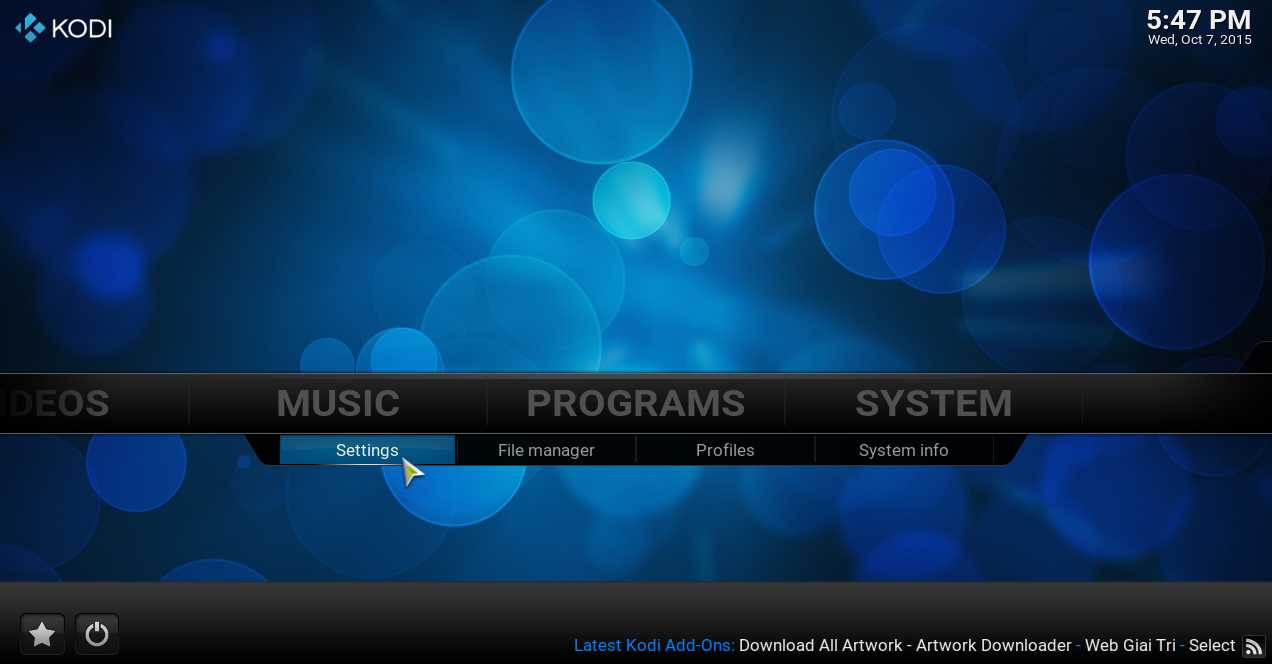 KODI
5:47 PM
Wed, Oct 7, 2015
IDEOS MUSIC PROGRAMS SYSTEM
Settings File manager Profiles System info
Latest Kodi Add-Ons: Download All Artwork - Artwork Downloader - Web Giai Tri - Select